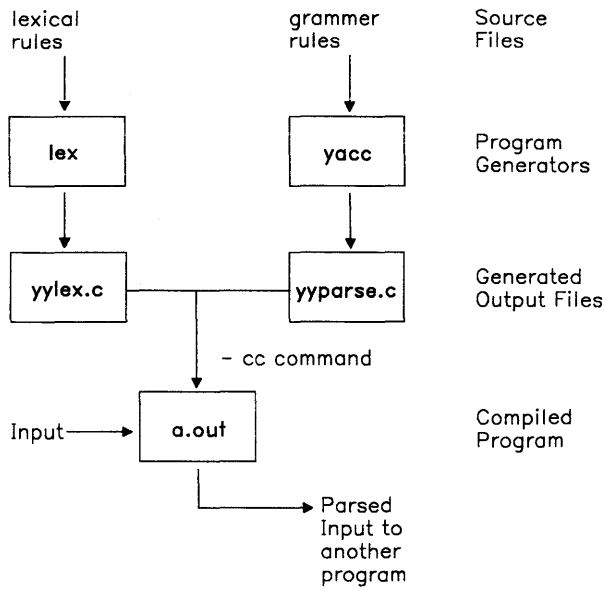 lexical
rules
grammer
rules
Source
Files
lex
yacc
Program
Generators
yylex.c
yyparse.c
Generated
Output Files
- cc command
Input
a.out
Compiled
Program
Parsed
Input to
another
program